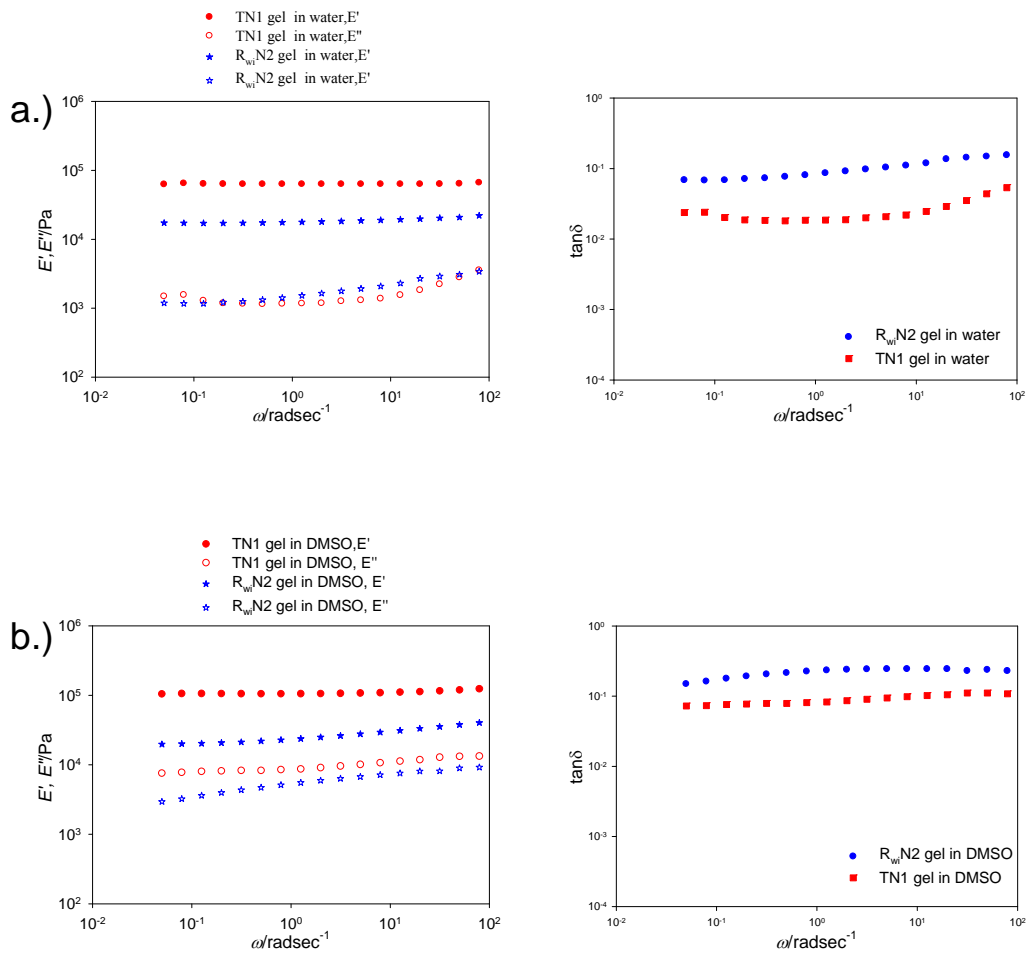 TN1 gel in water,E'
TN1 gel in water,E"
RwiN2 gel in water,E'
RwiN2 gel in water,E'
a.)
10^6
10^5
10^4
10^3
10^2
E',E"/Pa
10^-2
10^-1
10^0
10^1
10^2
ω/radsec^-1
10^0
10^-1
10^-2
10^-3
10^-4
tanδ
RwiN2 gel in water
TN1 gel in water
10^-2
10^-1
10^0
10^1
10^2
ω/radsec^-1
TN1 gel in DMSO,E'
TN1 gel in DMSO, E"
RwiN2 gel in DMSO, E'
RwiN2 gel in DMSO, E"
b.)
10^6
10^5
10^4
10^3
10^2
E', E"/Pa
10^-2
10^-1
10^0
10^1
10^2
ω/radsec^-1
10^0
10^-1
10^-2
10^-3
10^-4
tanδ
RwiN2 gel in DMSO
TN1 gel in DMSO
10^-2
10^-1
10^0
10^1
10^2
ω/radsec^-1